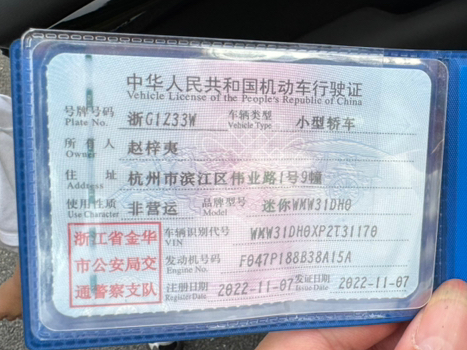 中华人民共和国机动车行驶证
Vehicle License of the People's Republic of China
号牌号码 浙G1Z33W 车辆类型 小型轿车
Plate No. Vehicle Type
所有人 赵梓夷
Owner
住址 杭州市滨江区伟业路1号9幢
Address
使用性质 非营运 品牌型号 迷你WMW31DH0
Use Character Model
浙江省金华
市公安局交
通警察支队
车辆识别代号 WMW31DH0XP2T31170
VIN
发动机号码 F047P188B38A15A
Engine No.
注册日期 2022-11-07 发证日期 2022-11-07
Register Date Issue Date